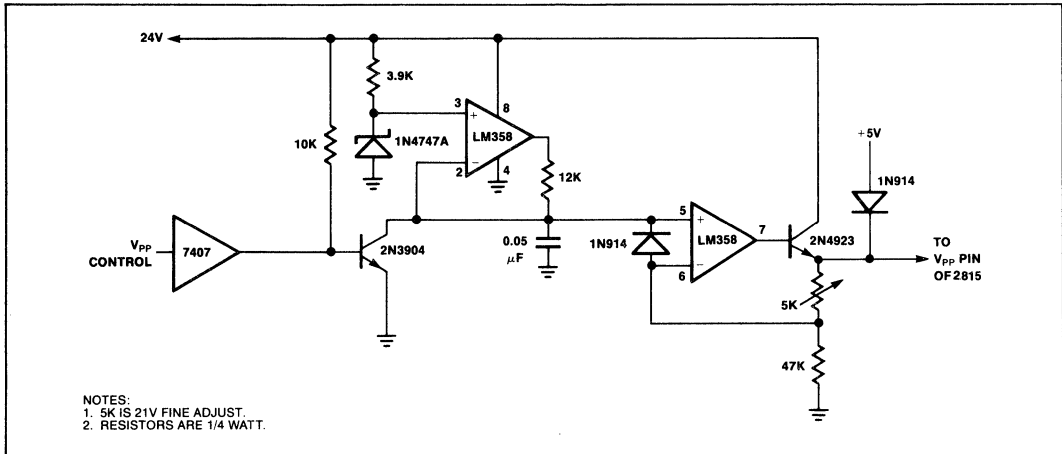 24V
3.9K
3
8
+
LM358
1N4747A
10K
−
2
4
12K
+5V
1N914
VPP
CONTROL
7407
2N3904
0.05
μF
1N914
5
+
LM358
7
−
6
2N4923
TO
VPP PIN
OF 2815
5K
47K
NOTES:
1. 5K IS 21V FINE ADJUST.
2. RESISTORS ARE 1/4 WATT.